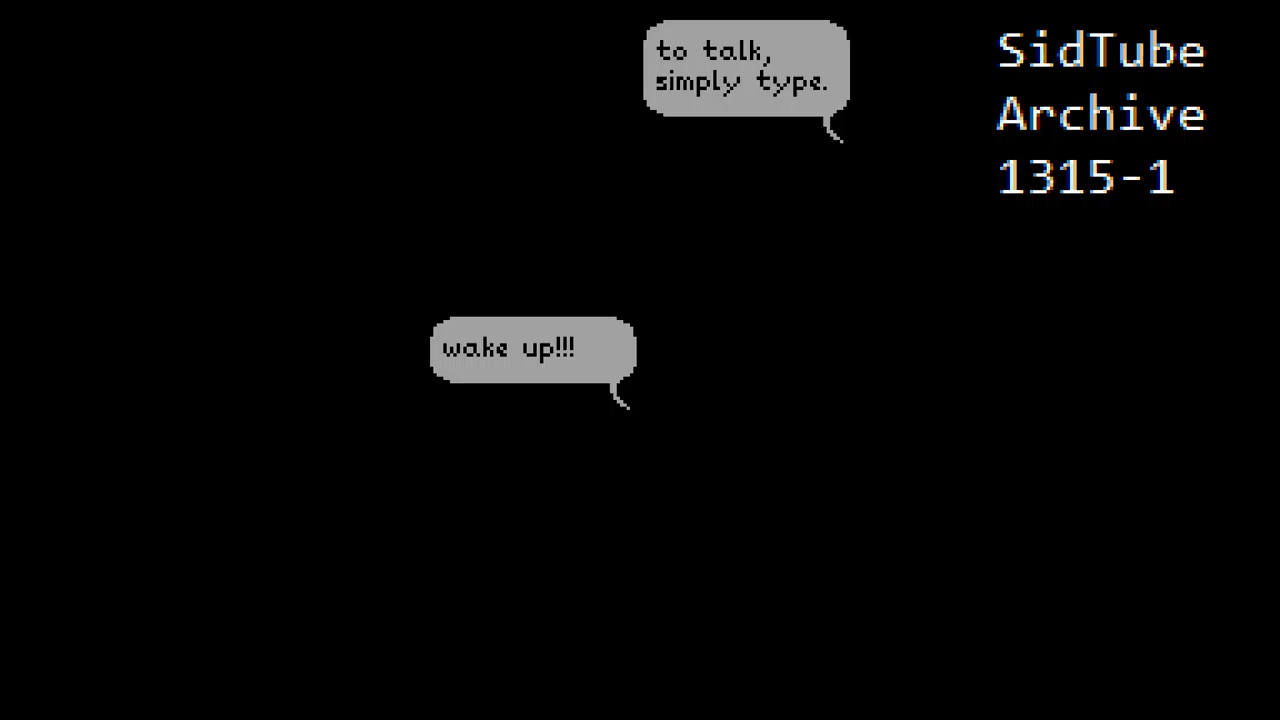 to talk,
simply type.
SidTube
Archive
1315-1
wake up!!!